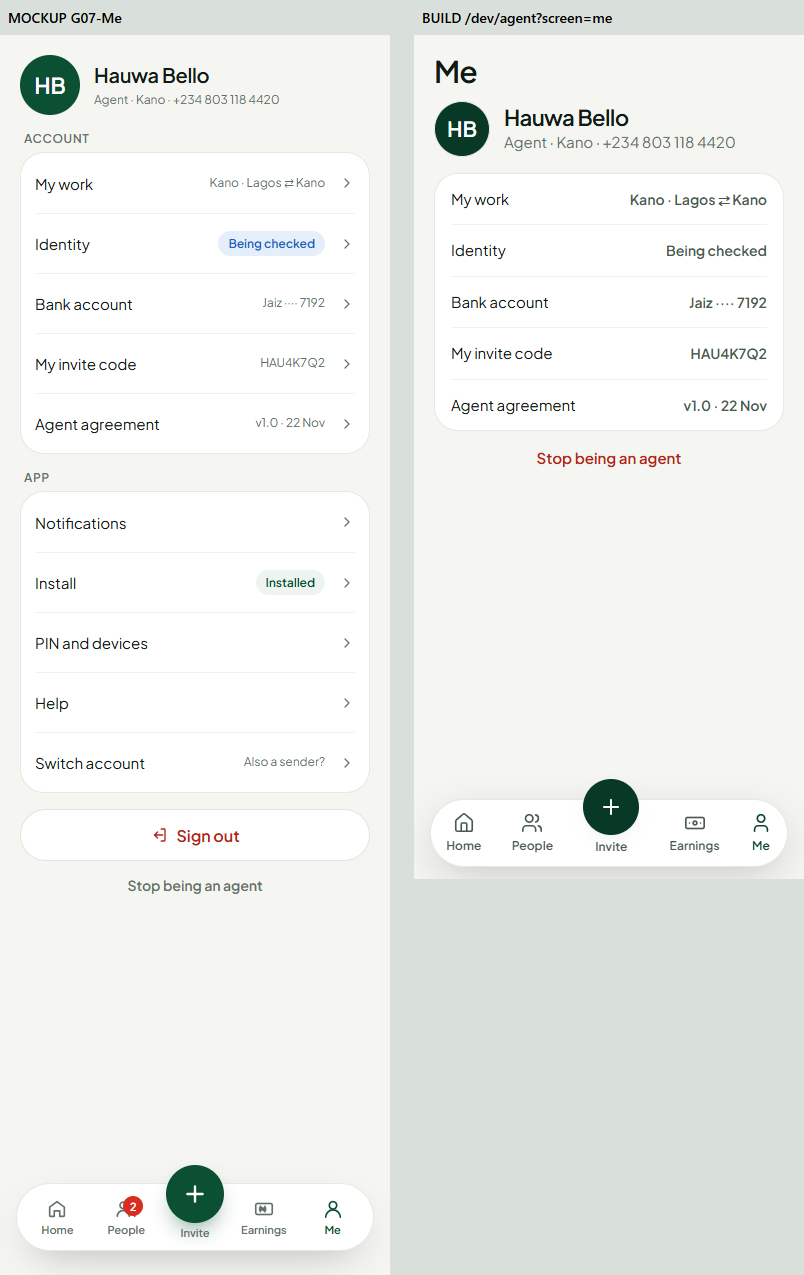 MOCKUP G07-Me
HB
Hauwa Bello
Agent · Kano · +234 803 118 4420
ACCOUNT
My work Kano · Lagos ⇄ Kano
Identity Being checked
Bank account Jaiz ···· 7192
My invite code HAU4K7Q2
Agent agreement v1.0 · 22 Nov
APP
Notifications
Install Installed
PIN and devices
Help
Switch account Also a sender?
Sign out
Stop being an agent
2
Home People Invite Earnings Me
BUILD /dev/agent?screen=me
Me
HB
Hauwa Bello
Agent · Kano · +234 803 118 4420
My work Kano · Lagos ⇄ Kano
Identity Being checked
Bank account Jaiz ···· 7192
My invite code HAU4K7Q2
Agent agreement v1.0 · 22 Nov
Stop being an agent
Home People Invite Earnings Me